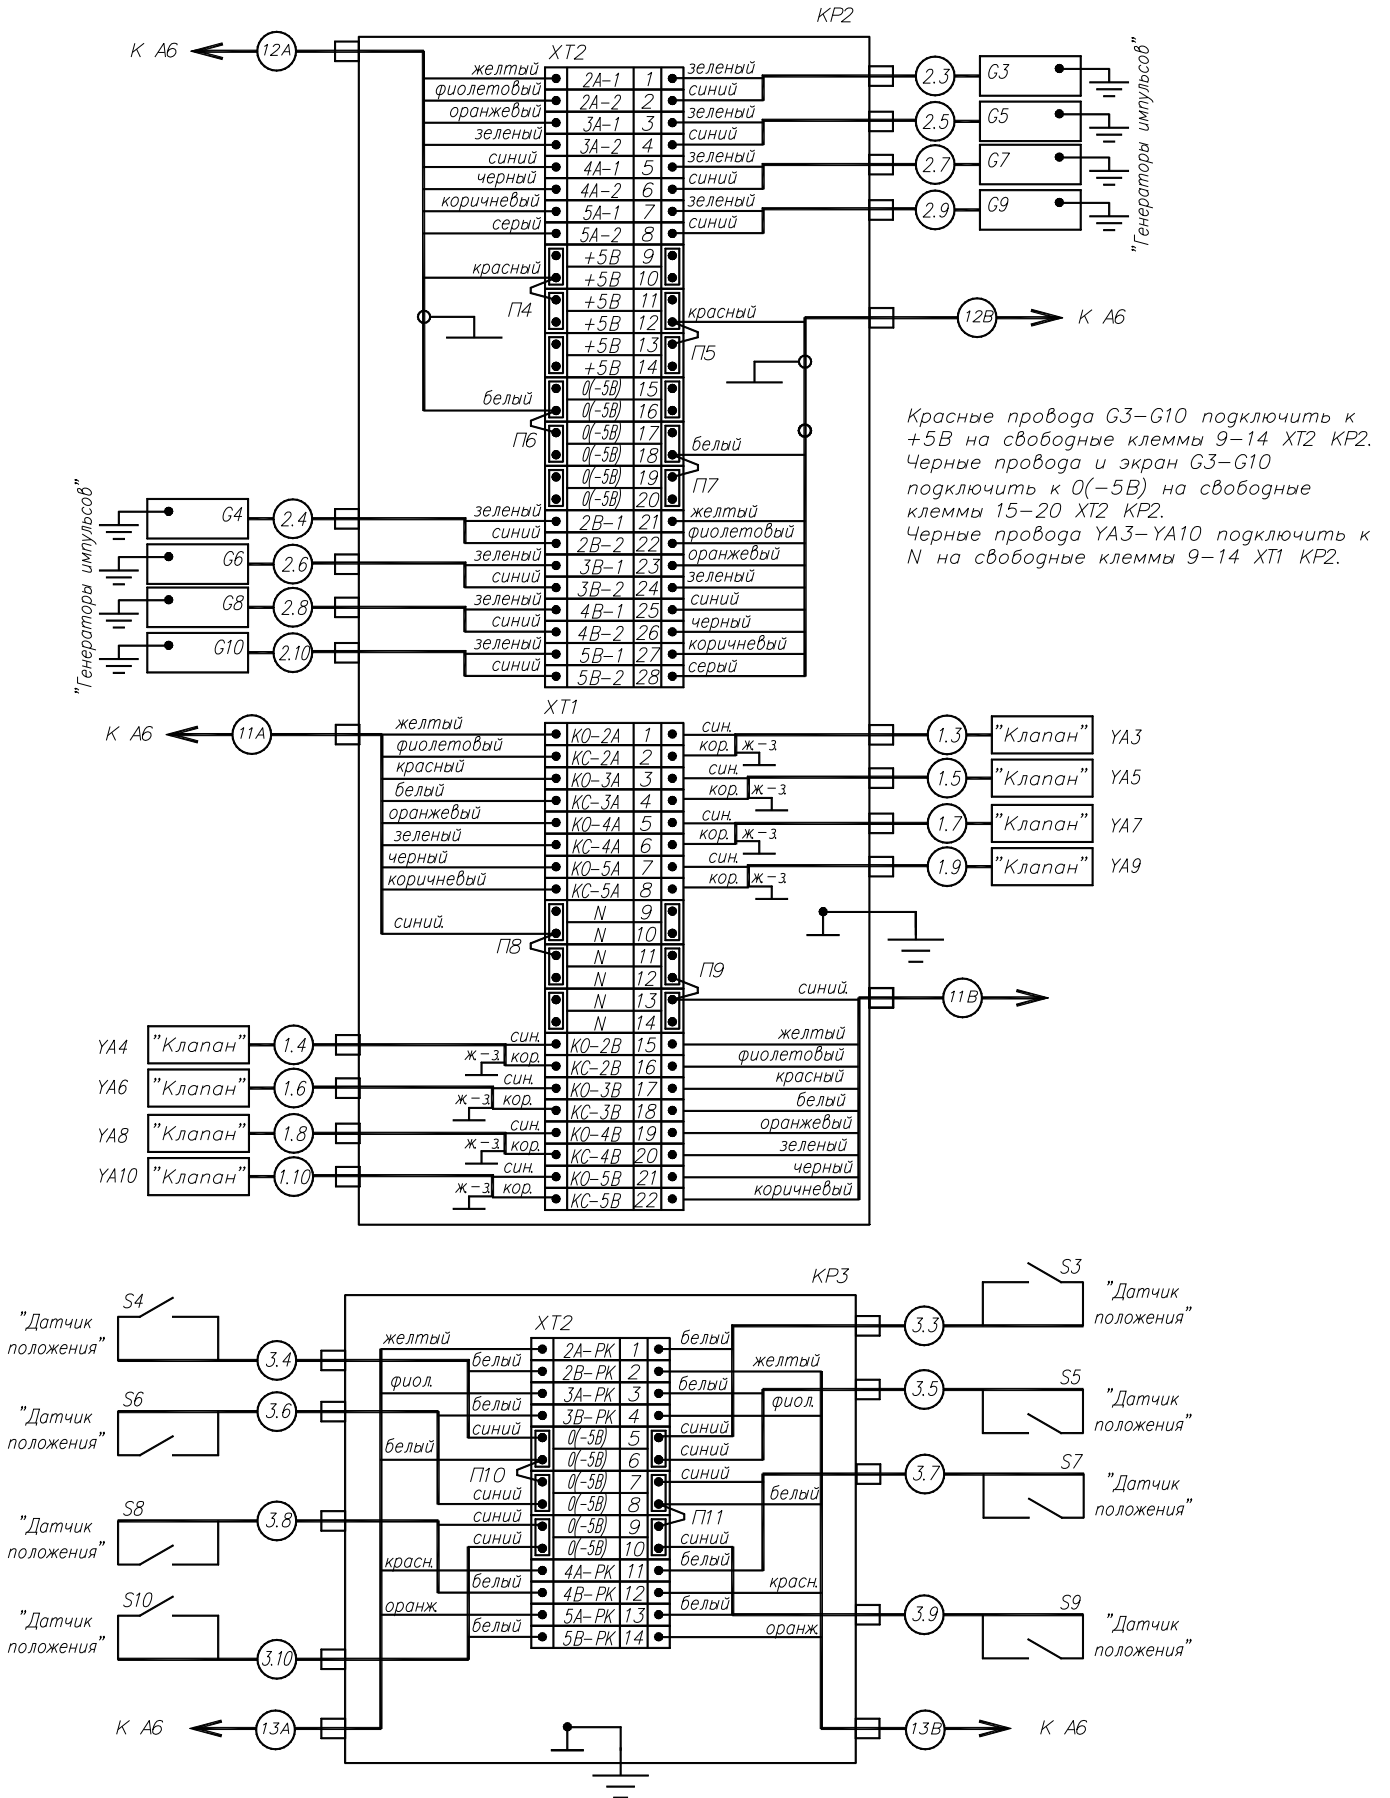 КР2
К А6
12А
ХТ2
желтый 2А-1 1 зеленый
фиолетовый 2А-2 2 синий
оранжевый 3А-1 3 зеленый
зеленый 3А-2 4 синий
синий 4А-1 5 зеленый
черный 4А-2 6 синий
коричневый 5А-1 7 зеленый
серый 5А-2 8 синий
+5В 9
красный +5В 10
+5В 11
+5В 12 красный
+5В 13
+5В 14
0(-5В) 15
белый 0(-5В) 16
0(-5В) 17
0(-5В) 18 белый
0(-5В) 19
0(-5В) 20
зеленый 2В-1 21 желтый
синий 2В-2 22 фиолетовый
зеленый 3В-1 23 оранжевый
синий 3В-2 24 зеленый
зеленый 4В-1 25 синий
синий 4В-2 26 черный
зеленый 5В-1 27 коричневый
синий 5В-2 28 серый
П4
П5
П6
П7
2.3 G3
2.5 G5
2.7 G7
2.9 G9
"Генераторы импульсов"
12В
К А6
Красные провода G3-G10 подключить к
+5В на свободные клеммы 9-14 ХТ2 КР2.
Черные провода и экран G3-G10
подключить к 0(-5В) на свободные
клеммы 15-20 ХТ2 КР2.
Черные провода YA3-YA10 подключить к
N на свободные клеммы 9-14 ХТ1 КР2.
"Генераторы импульсов"
G4 2.4
G6 2.6
G8 2.8
G10 2.10
ХТ1
К А6
11А
желтый КО-2А 1 син.
фиолетовый КС-2А 2 кор. ж.-з.
красный КО-3А 3 син.
белый КС-3А 4 кор. ж.-з.
оранжевый КО-4А 5 син.
зеленый КС-4А 6 кор. ж.-з.
черный КО-5А 7 син.
коричневый КС-5А 8 кор. ж.-з.
N 9
синий. N 10
N 11
N 12
N 13 синий.
N 14
син. КО-2В 15 желтый
ж.-з. кор. КС-2В 16 фиолетовый
син. КО-3В 17 красный
ж.-з. кор. КС-3В 18 белый
син. КО-4В 19 оранжевый
ж.-з. кор. КС-4В 20 зеленый
син. КО-5В 21 черный
ж.-з. кор. КС-5В 22 коричневый
П8
П9
1.3 "Клапан" YA3
1.5 "Клапан" YA5
1.7 "Клапан" YA7
1.9 "Клапан" YA9
11В
YA4 "Клапан" 1.4
YA6 "Клапан" 1.6
YA8 "Клапан" 1.8
YA10 "Клапан" 1.10
КР3
ХТ2
желтый 2А-РК 1 белый
белый 2В-РК 2 желтый
фиол. 3А-РК 3 белый
белый 3В-РК 4 фиол.
синий 0(-5В) 5 синий
белый 0(-5В) 6 синий
0(-5В) 7 синий
синий 0(-5В) 8 белый
синий 0(-5В) 9
синий 0(-5В) 10 синий
красн. 4А-РК 11 белый
белый 4В-РК 12 красн.
оранж. 5А-РК 13 белый
белый 5В-РК 14 оранж.
П10
П11
S4
"Датчик
положения"
3.4
S6
"Датчик
положения"
3.6
S8
"Датчик
положения"
3.8
S10
"Датчик
положения"
3.10
К А6
13А
3.3
S3
"Датчик
положения"
3.5
S5
"Датчик
положения"
3.7
S7
"Датчик
положения"
3.9
S9
"Датчик
положения"
13В
К А6